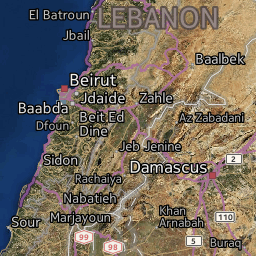 LEBANON
El Batroun
Jbail
Baalbek
Beirut
Jdaide
Zahle
Baabda
Beit Ed
Dine
Az Zabadani
Dfoun
Jeb Jenine
Sidon
Damascus
2
Rachaiya
Nabatieh
Khan
Arnabah
Sour
Marjayoun
110
99
98
5
Buraq